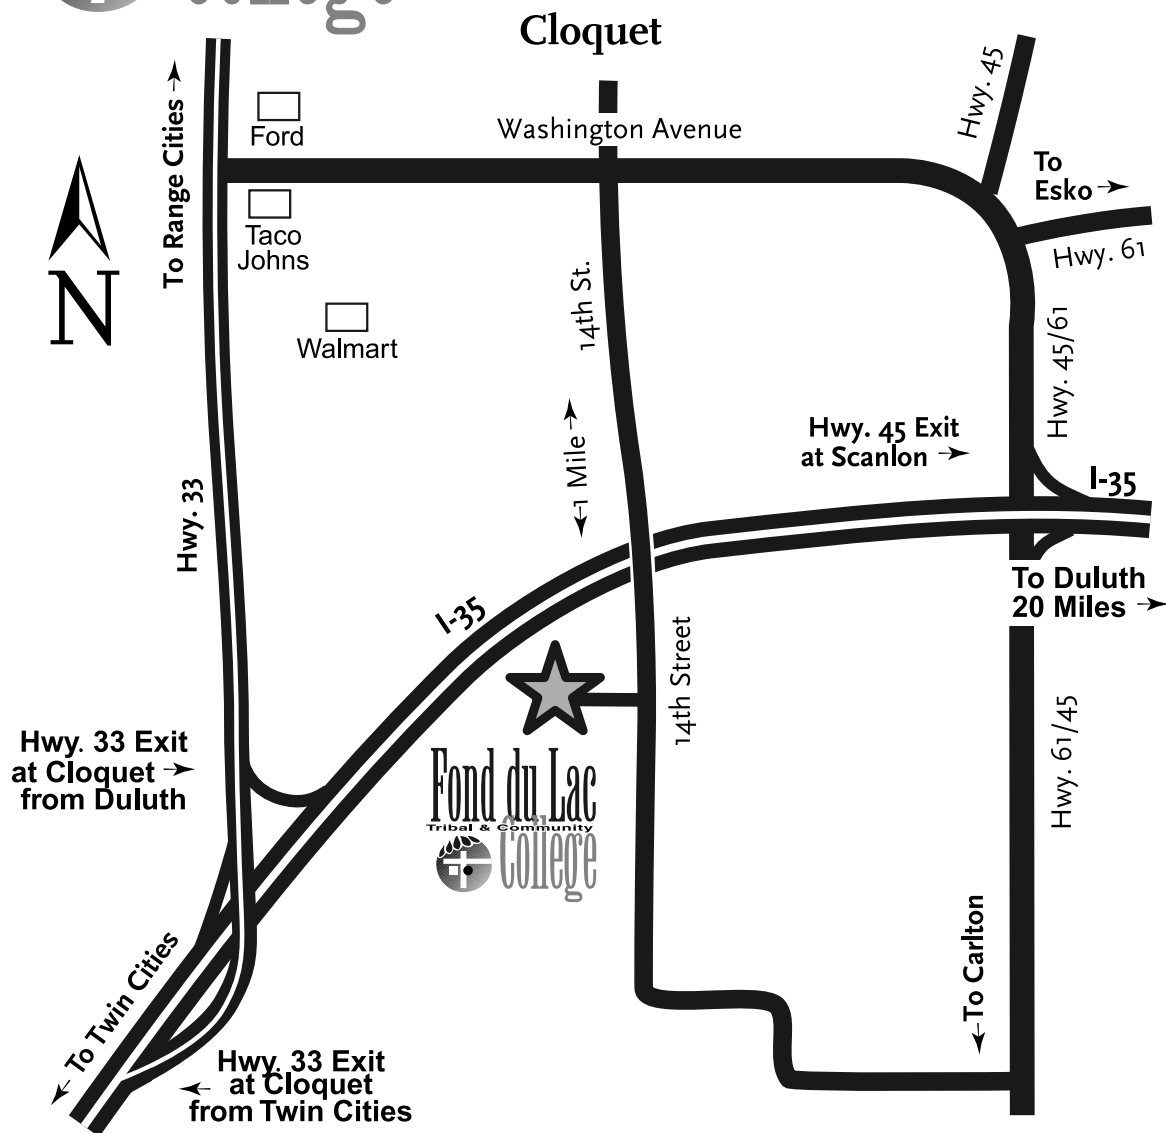 College
Cloquet
To Range Cities
Ford
Washington Avenue
Hwy. 45
To
Esko
Hwy. 61
Taco
Johns
N
Walmart
14th St.
Hwy. 45/61
1 Mile
Hwy. 45 Exit
at Scanlon
I-35
Hwy. 33
To Duluth
20 Miles
I-35
14th Street
Hwy. 61/45
Hwy. 33 Exit
at Cloquet
from Duluth
Fond du Lac
Tribal & Community
College
To Carlton
To Twin Cities
Hwy. 33 Exit
at Cloquet
from Twin Cities